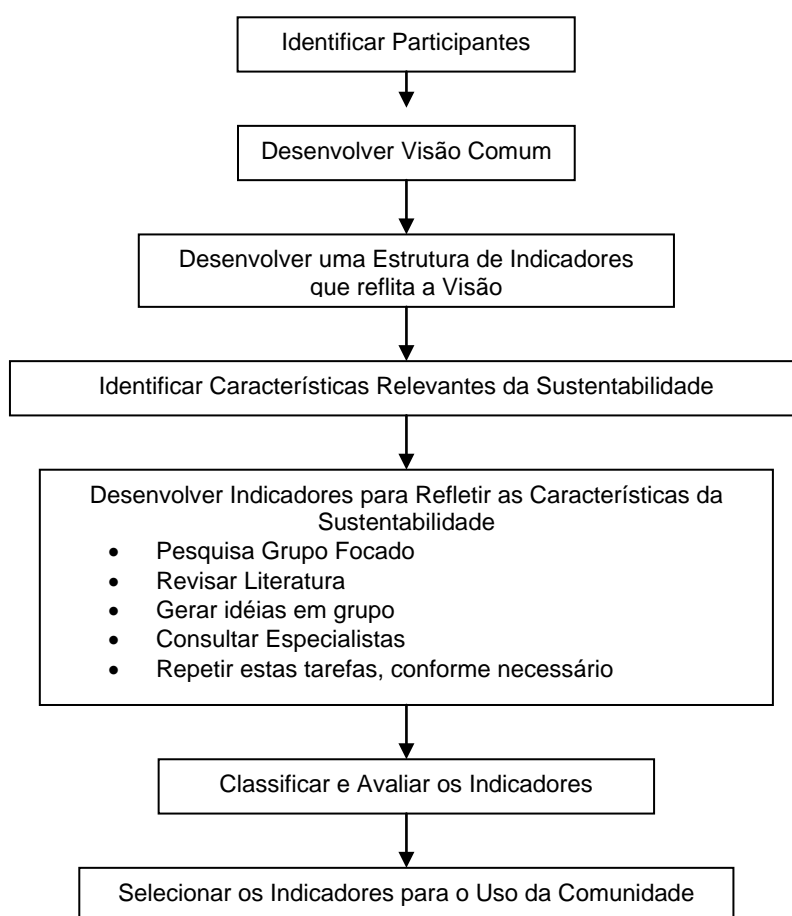 Identificar Participantes
Desenvolver Visão Comum
Desenvolver uma Estrutura de Indicadores
que reflita a Visão
Identificar Características Relevantes da Sustentabilidade
Desenvolver Indicadores para Refletir as Características da
Sustentabilidade
• Pesquisa Grupo Focado
• Revisar Literatura
• Gerar idéias em grupo
• Consultar Especialistas
• Repetir estas tarefas, conforme necessário
Classificar e Avaliar os Indicadores
Selecionar os Indicadores para o Uso da Comunidade